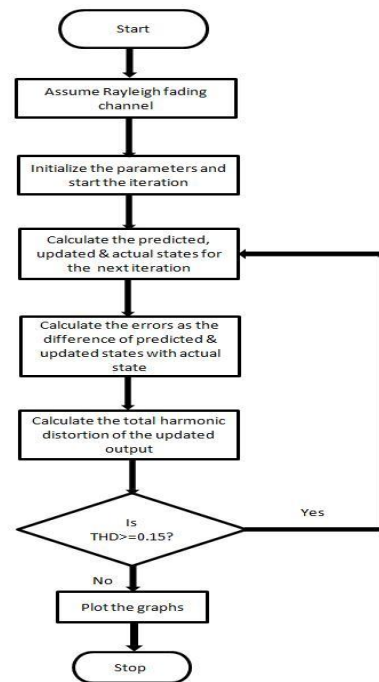 Start
Assume Rayleigh fading
channel
Initialize the parameters and
start the iteration
Calculate the predicted,
updated & actual states for
the next iteration
Calculate the errors as the
difference of predicted &
updated states with actual
state
Calculate the total harmonic
distortion of the updated
output
Is
THD>=0.15?
Yes
No
Plot the graphs
Stop